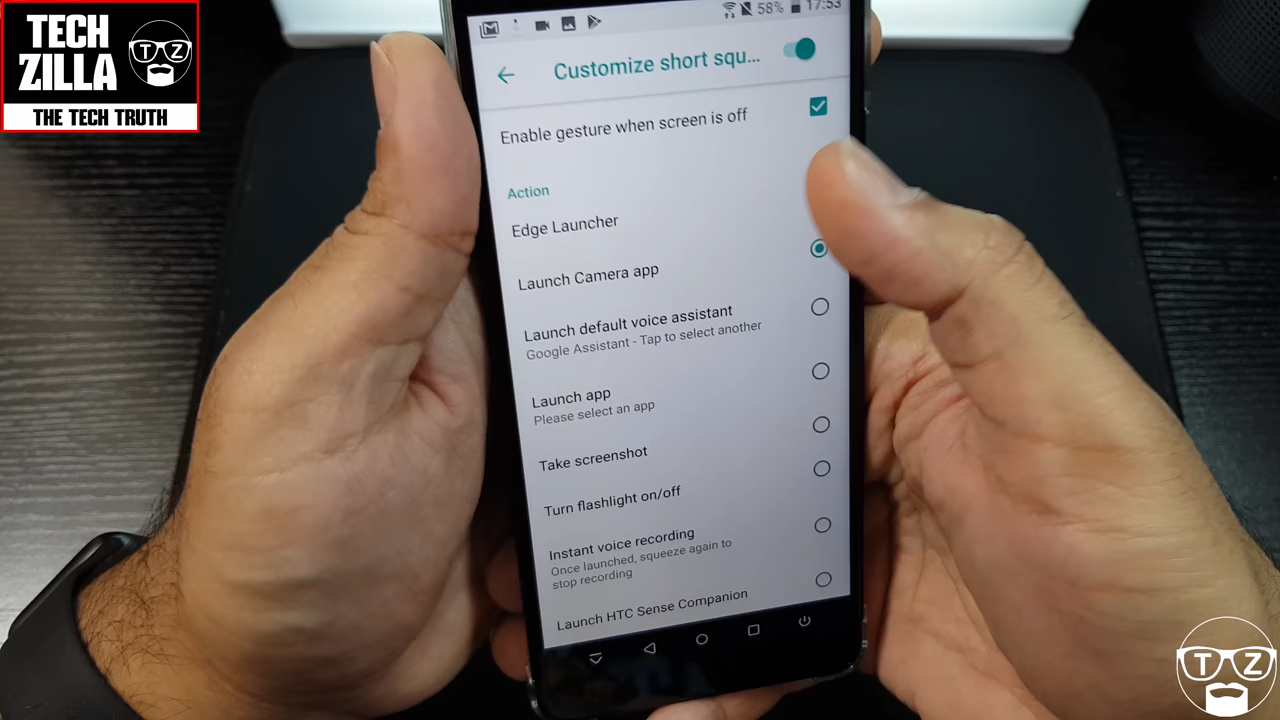 TECH
ZILLA
TZ
THE TECH TRUTH
58% 17:53
Customize short squ...
Enable gesture when screen is off
Action
Edge Launcher
Launch Camera app
Launch default voice assistant
Google Assistant - Tap to select another
Launch app
Please select an app
Take screenshot
Turn flashlight on/off
Instant voice recording
Once launched, squeeze again to
stop recording
Launch HTC Sense Companion
TZ